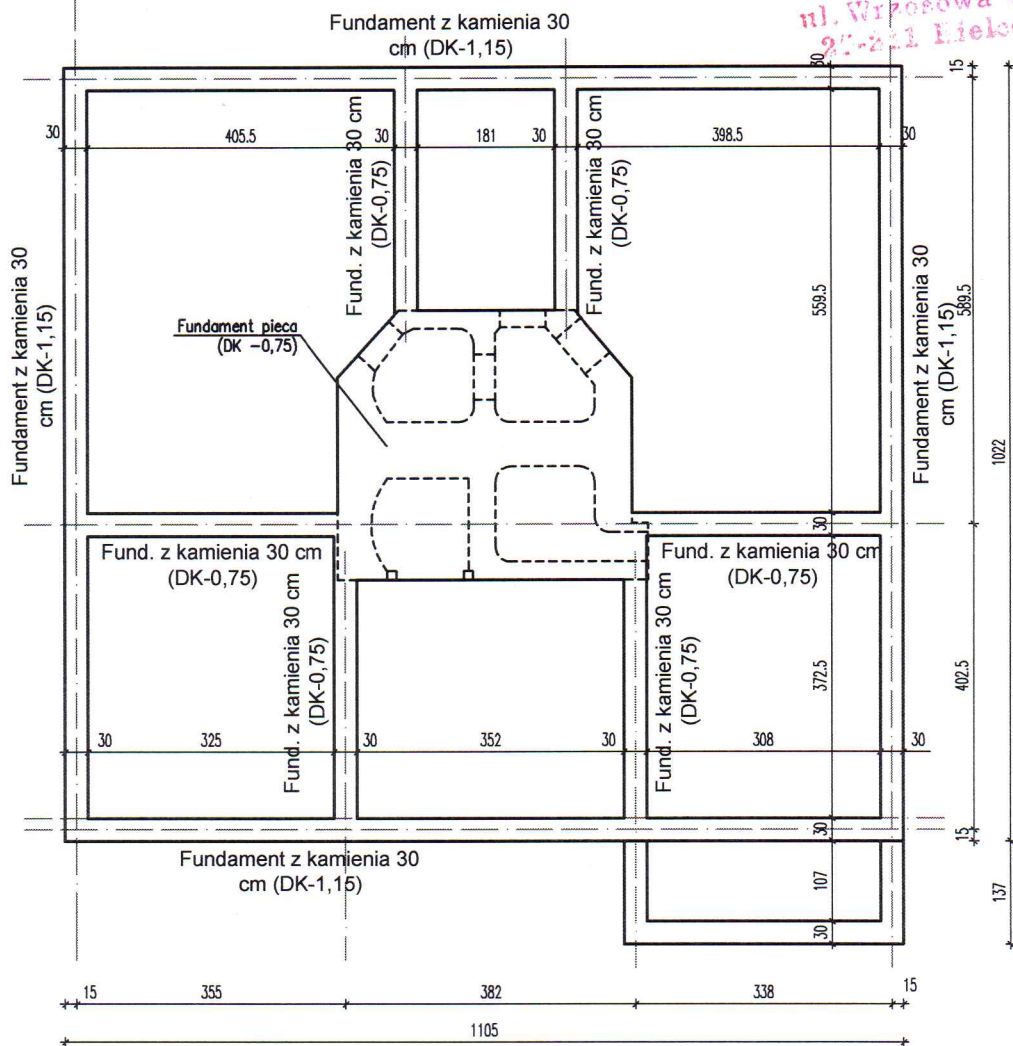 Fundament z kamienia 30
cm (DK-1,15)
ul. Wrzosowa
30
15
30
405.5
30
181
30
398.5
30
Fund. z kamienia 30 cm
(DK-0,75)
Fund. z kamienia 30 cm
(DK-0,75)
Fundament z kamienia 30
cm (DK-1,15)
Fundament pieca
(DK -0,75)
559.5
Fundament z kamienia 30
cm (DK-1,15)
589.5
1022
Fund. z kamienia 30 cm
(DK-0,75)
30
Fund. z kamienia 30 cm
(DK-0,75)
Fund. z kamienia 30 cm
(DK-0,75)
Fund. z kamienia 30 cm
(DK-0,75)
372.5
402.5
30
325
30
352
30
308
30
Fundament z kamienia 30
cm (DK-1,15)
30
15
107
137
30
15
355
382
338
15
1105